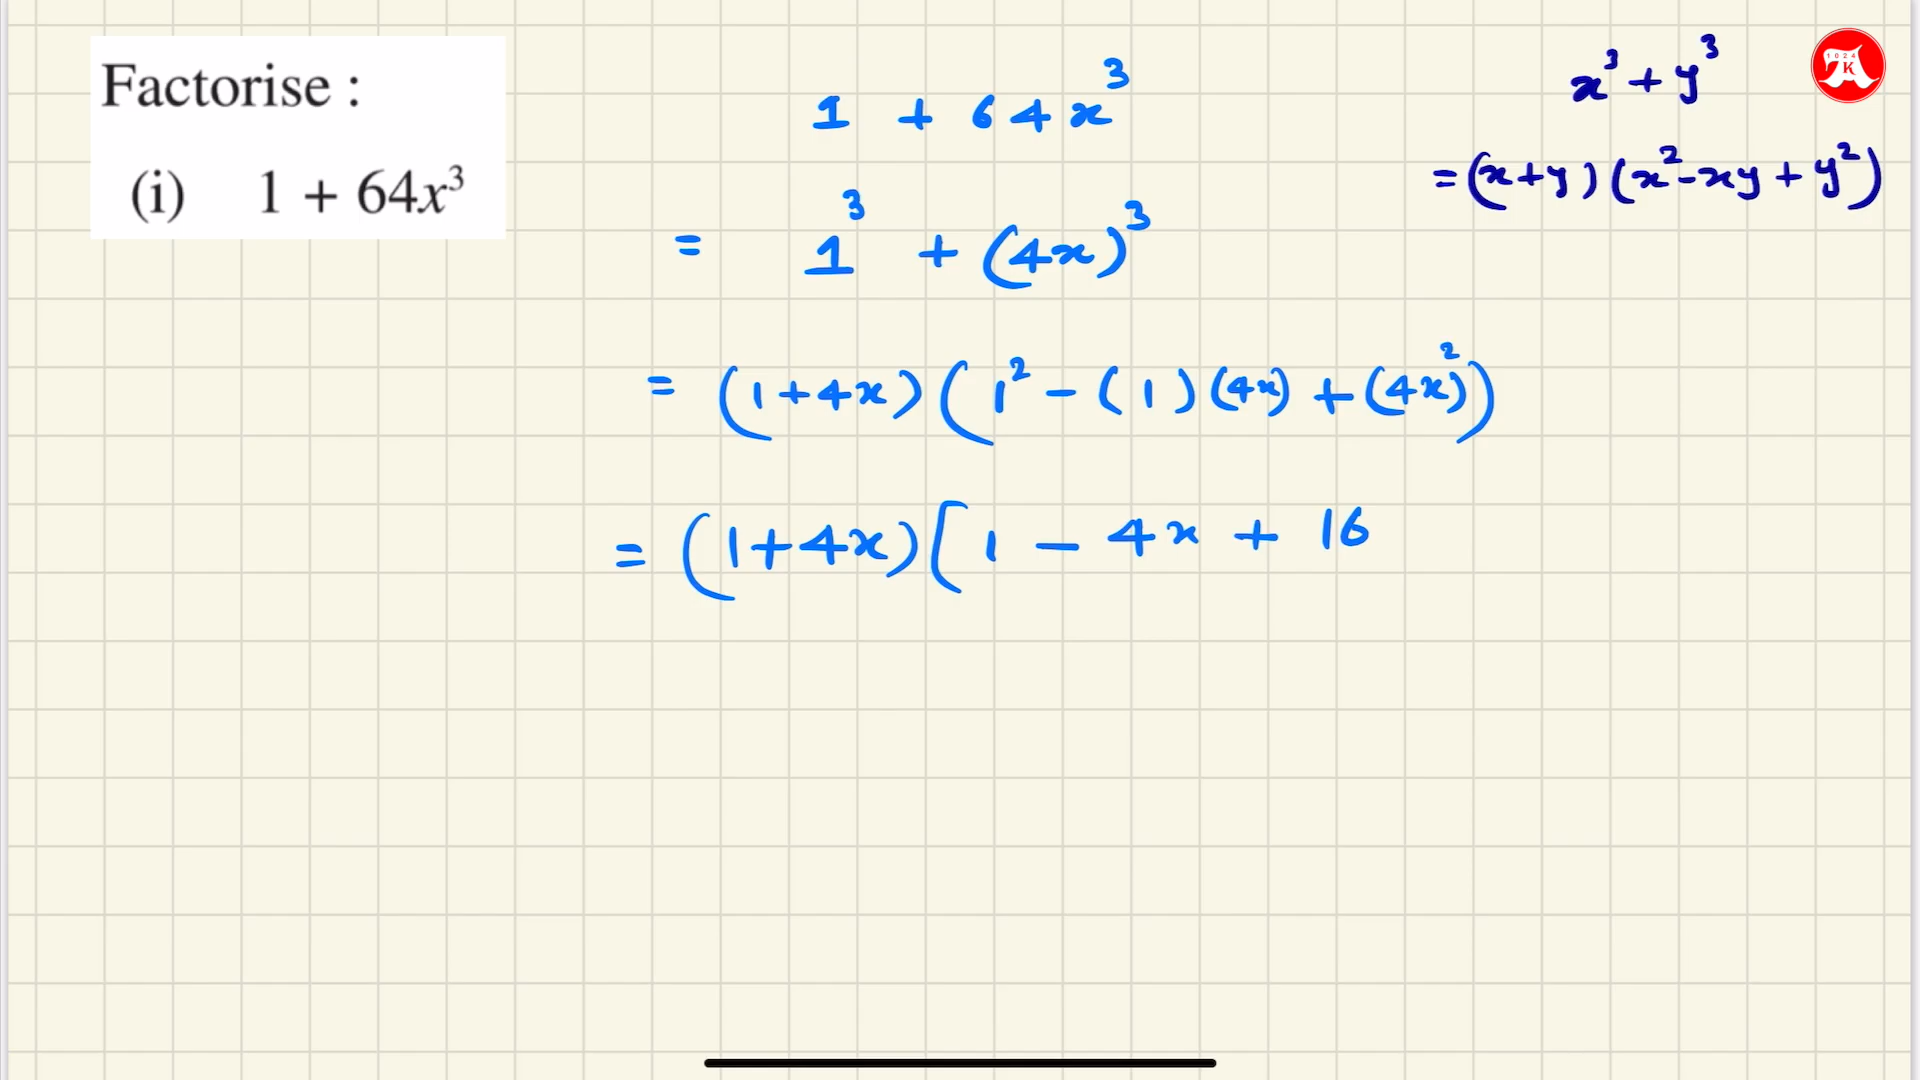 Factorise :
(i) 1 + 64x³
1 + 64x³
= 1³ + (4x)³
= (1+4x)(1² - (1)(4x) + (4x)²)
= (1+4x)[1 - 4x + 16
x³ + y³
= (x+y)(x²-xy+y²)
1024
K